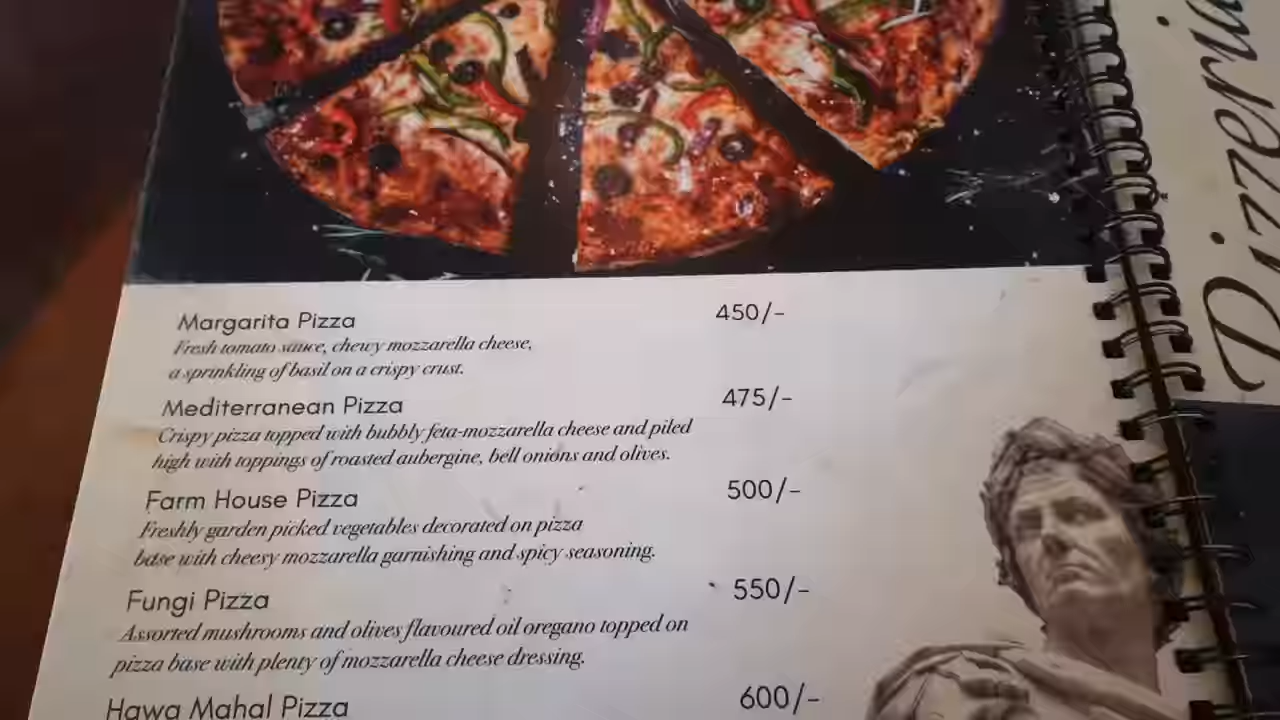 Pizzeria
Margarita Pizza 450/-
Fresh tomato sauce, chewy mozzarella cheese,
a sprinkling of basil on a crispy crust.
Mediterranean Pizza 475/-
Crispy pizza topped with bubbly feta-mozzarella cheese and piled
high with toppings of roasted aubergine, bell onions and olives.
Farm House Pizza 500/-
Freshly garden picked vegetables decorated on pizza
base with cheesy mozzarella garnishing and spicy seasoning.
Fungi Pizza 550/-
Assorted mushrooms and olives flavoured oil oregano topped on
pizza base with plenty of mozzarella cheese dressing.
Hawa Mahal Pizza 600/-